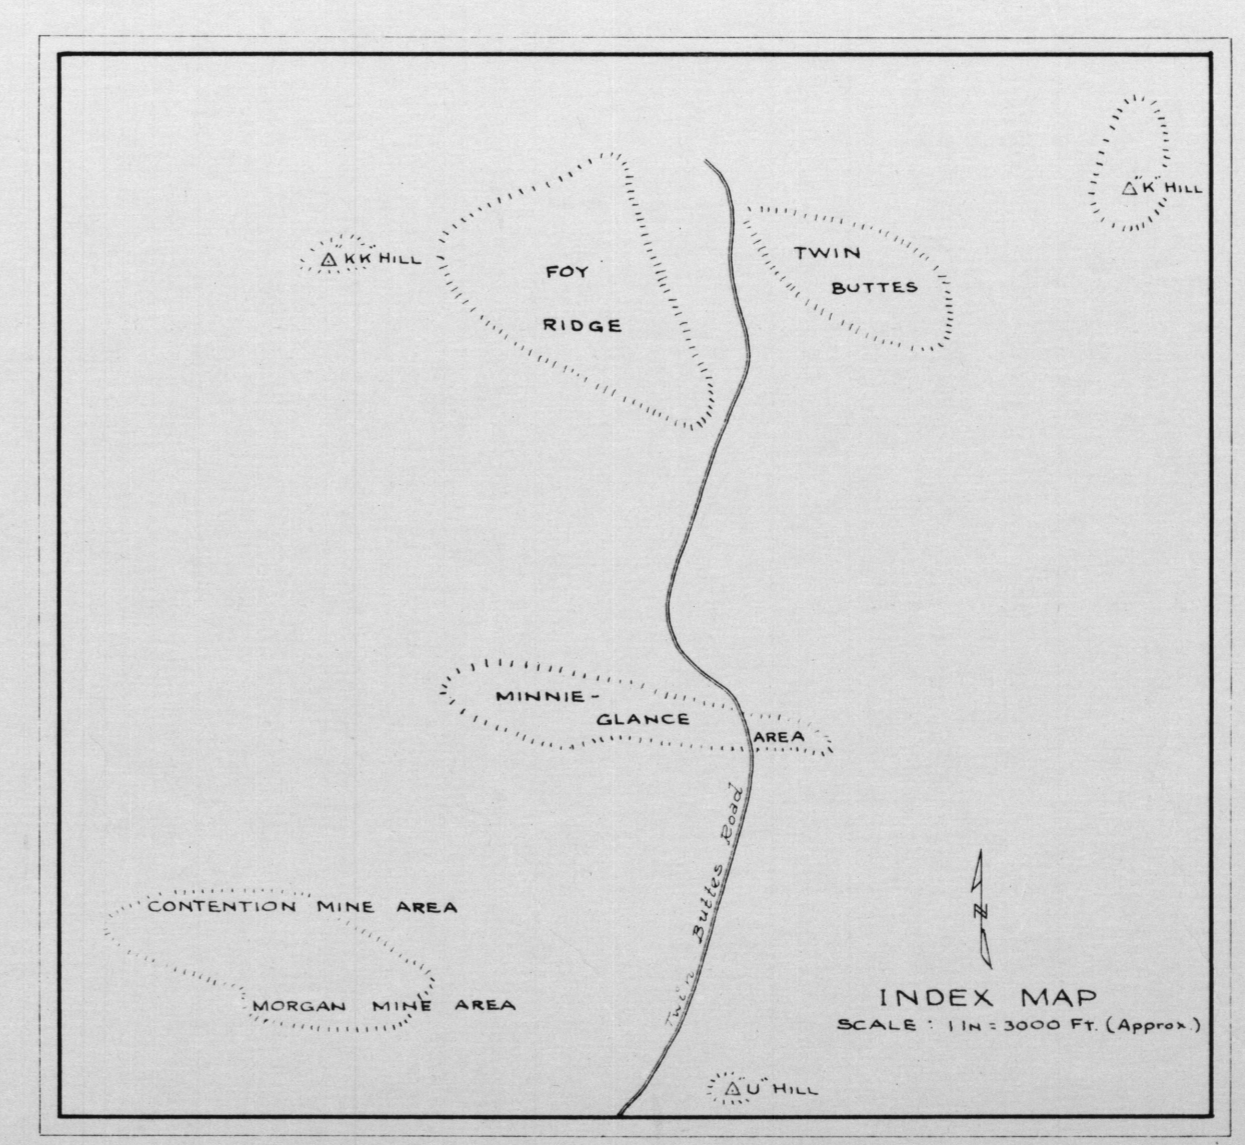 "K" HILL
"KK" HILL
TWIN
BUTTES
FOY
RIDGE
MINNIE-
GLANCE
AREA
Twin Buttes Road
CONTENTION MINE AREA
MORGAN MINE AREA
N
INDEX MAP
SCALE: 1 IN = 3000 FT. (Approx.)
"U" HILL